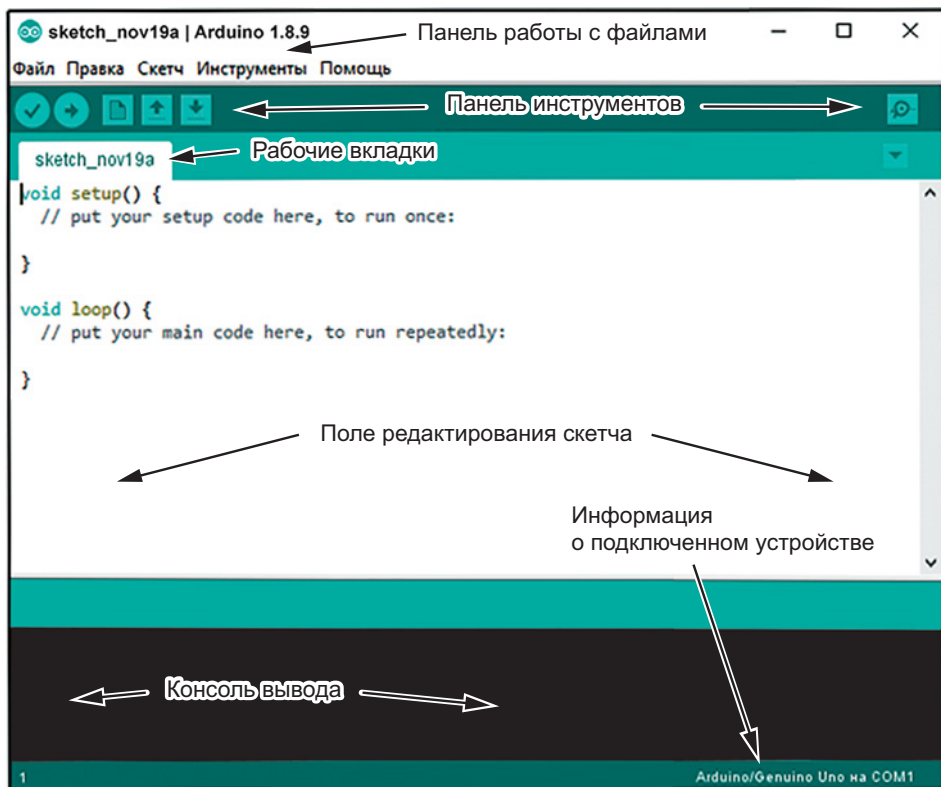 sketch_nov19a | Arduino 1.8.9
Панель работы с файлами
Файл Правка Скетч Инструменты Помощь
Панель инструментов
sketch_nov19a
Рабочие вкладки
void setup() {
// put your setup code here, to run once:
}
void loop() {
// put your main code here, to run repeatedly:
}
Поле редактирования скетча
Информация
о подключенном устройстве
Консоль вывода
1
Arduino/Genuino Uno на COM1